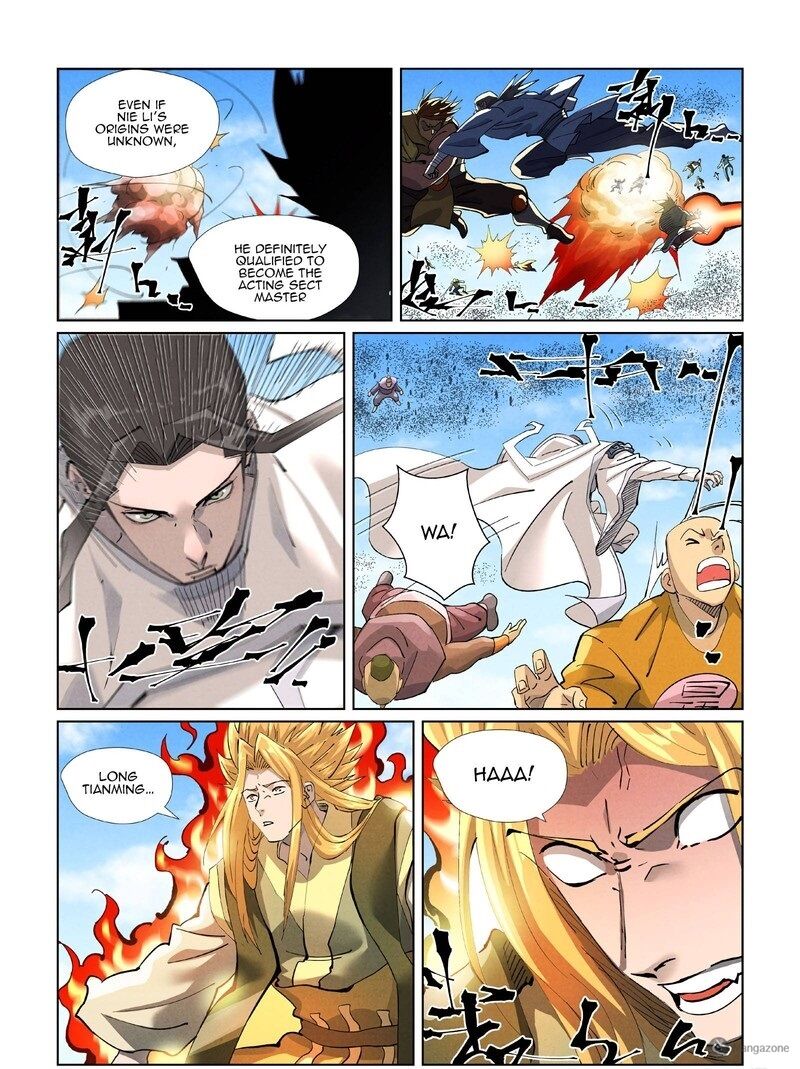 EVEN IF
NIE LI'S
ORIGINS WERE
UNKNOWN,
HE DEFINITELY
QUALIFIED TO
BECOME THE
ACTING SECT
MASTER
WA!
LONG
TIANMING...
HAAA!
mangazone